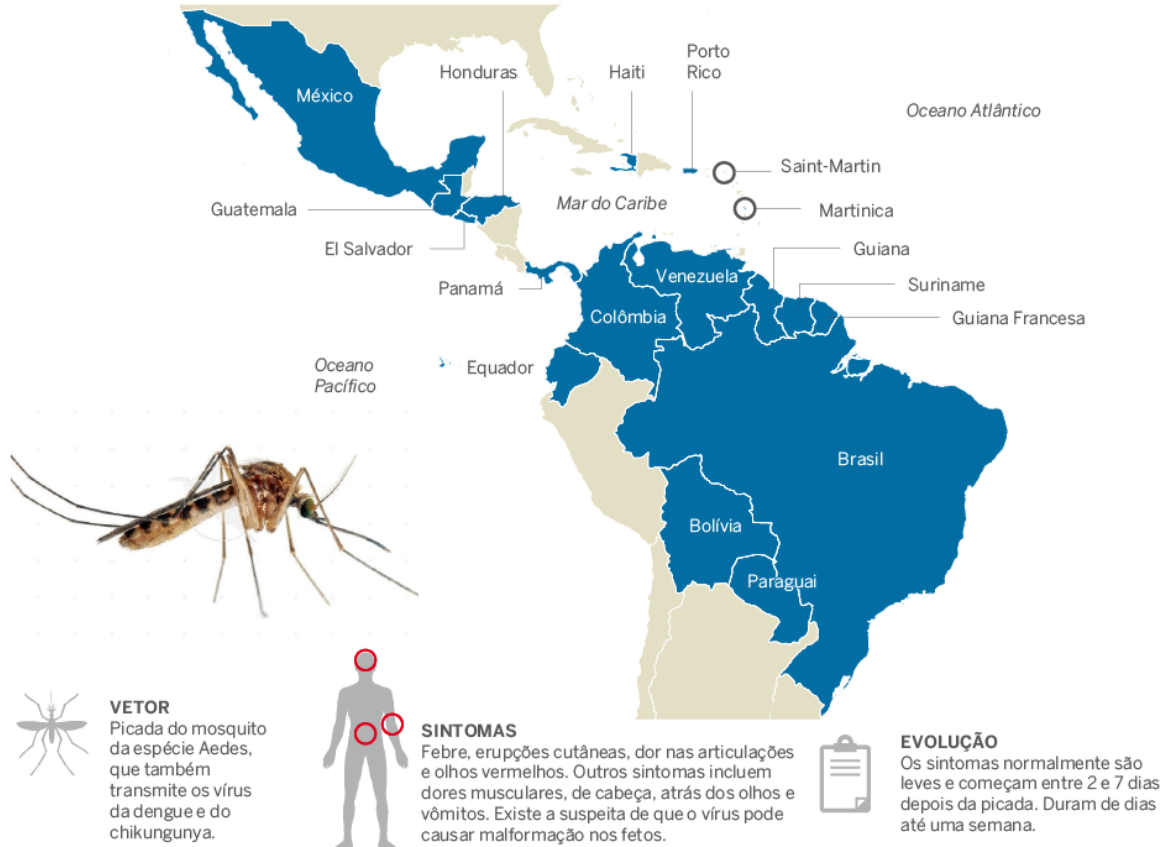 México
Honduras
Haiti
Porto
Rico
Oceano Atlântico
Saint-Martin
Mar do Caribe
Guatemala
Martinica
El Salvador
Guiana
Venezuela
Panamá
Suriname
Colômbia
Guiana Francesa
Oceano
Pacífico
Equador
Brasil
Bolívia
Paraguai
VETOR
Picada do mosquito
da espécie Aedes,
que também
transmite os vírus
da dengue e do
chikungunya.
SINTOMAS
Febre, erupções cutâneas, dor nas articulações
e olhos vermelhos. Outros sintomas incluem
dores musculares, de cabeça, atrás dos olhos e
vômitos. Existe a suspeita de que o vírus pode
causar malformação nos fetos.
EVOLUÇÃO
Os sintomas normalmente são
leves e começam entre 2 e 7 dias
depois da picada. Duram de dias
até uma semana.